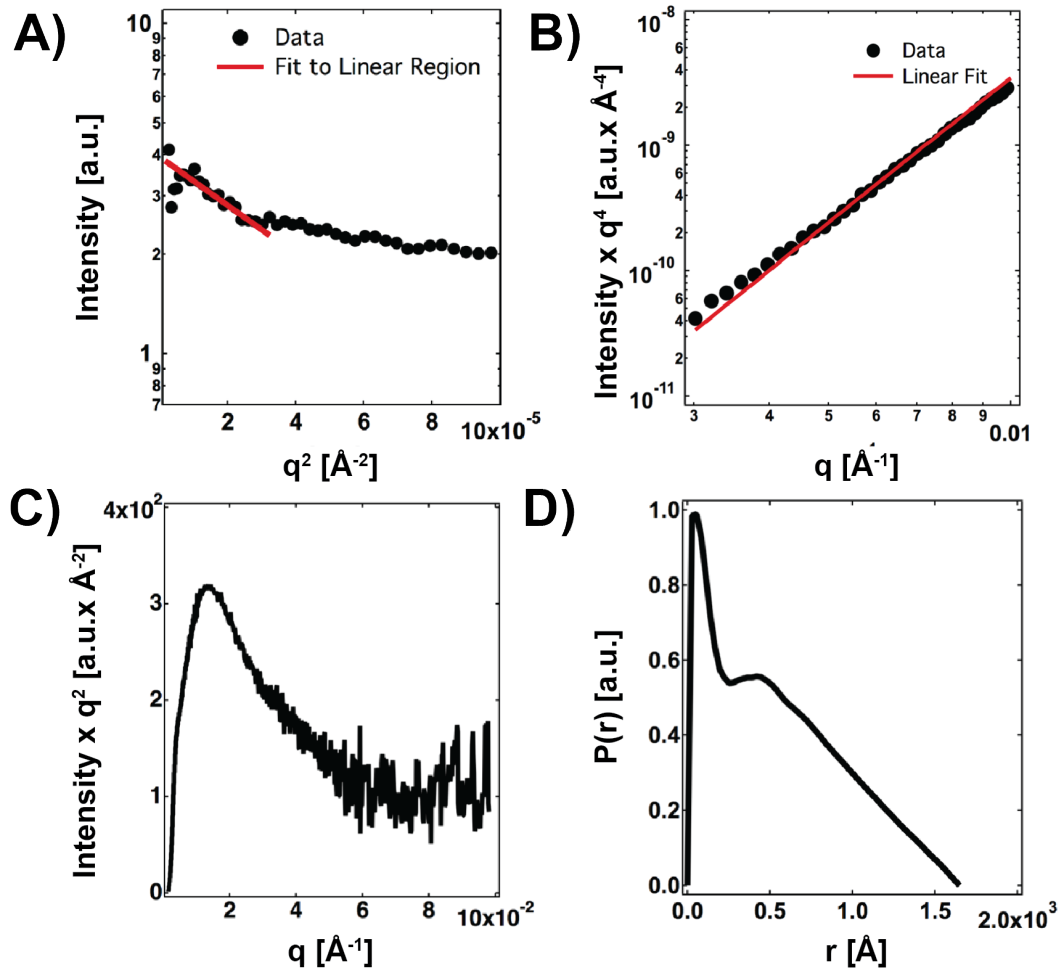 A)
10
9
8
7
6
5
4
3
2
1
9
8
7
Data
Fit to Linear Region
Intensity [a.u.]
2
4
6
8
10x10⁻⁵
q² [Å⁻²]
B)
10⁻⁸
6
4
2
10⁻⁹
6
4
2
10⁻¹⁰
6
4
2
10⁻¹¹
Data
Linear Fit
Intensity x q⁴ [a.u.x Å⁻⁴]
3
4
5
6
7
8
9
0.01
q [Å⁻¹]
C)
4x10²
3
2
1
0
Intensity x q² [a.u.x Å⁻²]
2
4
6
8
10x10⁻²
q [Å⁻¹]
D)
1.0
0.8
0.6
0.4
0.2
0.0
P(r) [a.u.]
0.0
0.5
1.0
1.5
2.0x10³
r [Å]